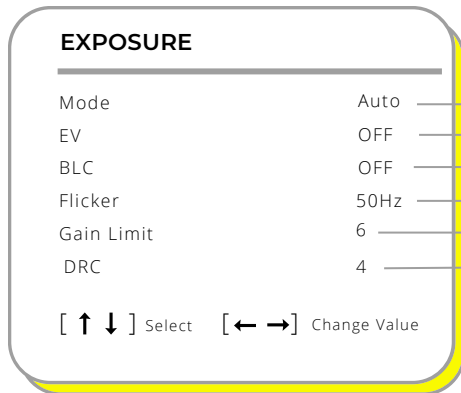 EXPOSURE
Mode Auto
EV OFF
BLC OFF
Flicker 50Hz
Gain Limit 6
DRC 4
[ ↑ ↓ ] Select [ ← → ] Change Value